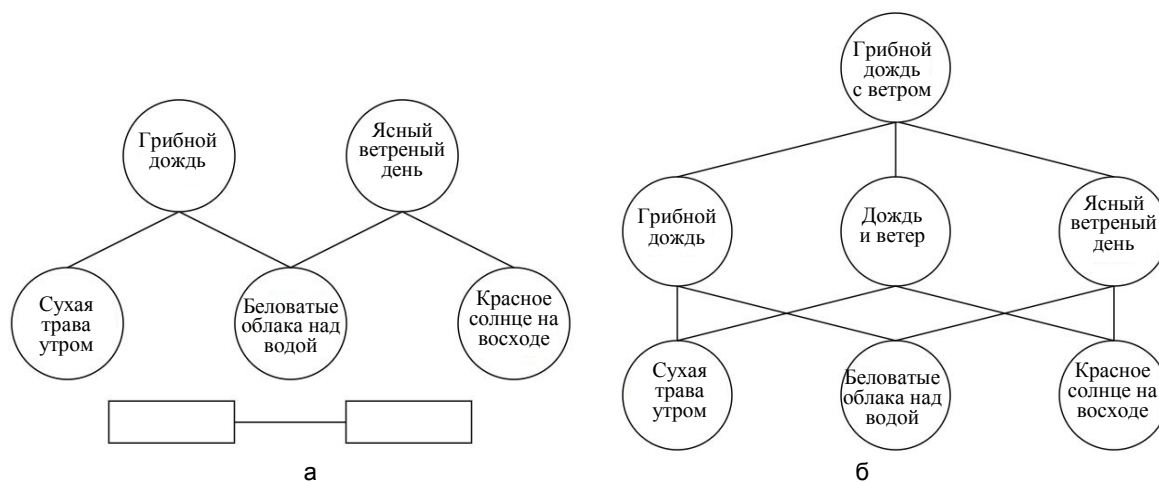 Грибной
дождь
Ясный
ветреный
день
Сухая
трава
утром
Беловатые
облака над
водой
Красное
солнце на
восходе
а
Грибной
дождь
с ветром
Грибной
дождь
Дождь
и ветер
Ясный
ветреный
день
Сухая
трава
утром
Беловатые
облака над
водой
Красное
солнце на
восходе
б